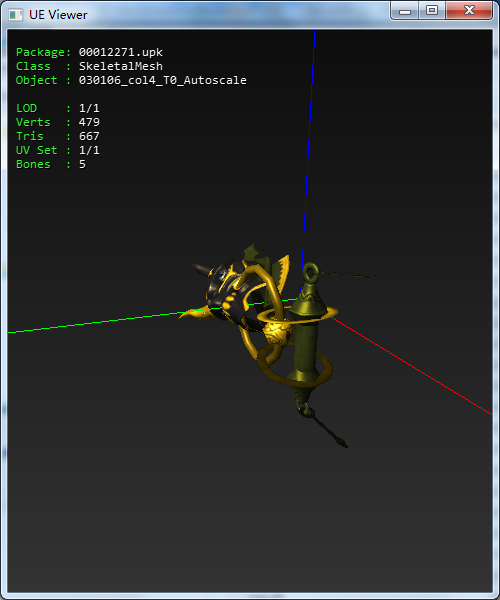 UE Viewer
Package: 00012271.upk
Class : SkeletalMesh
Object : 030106_col4_T0_Autoscale
LOD : 1/1
Verts : 479
Tris : 667
UV Set : 1/1
Bones : 5